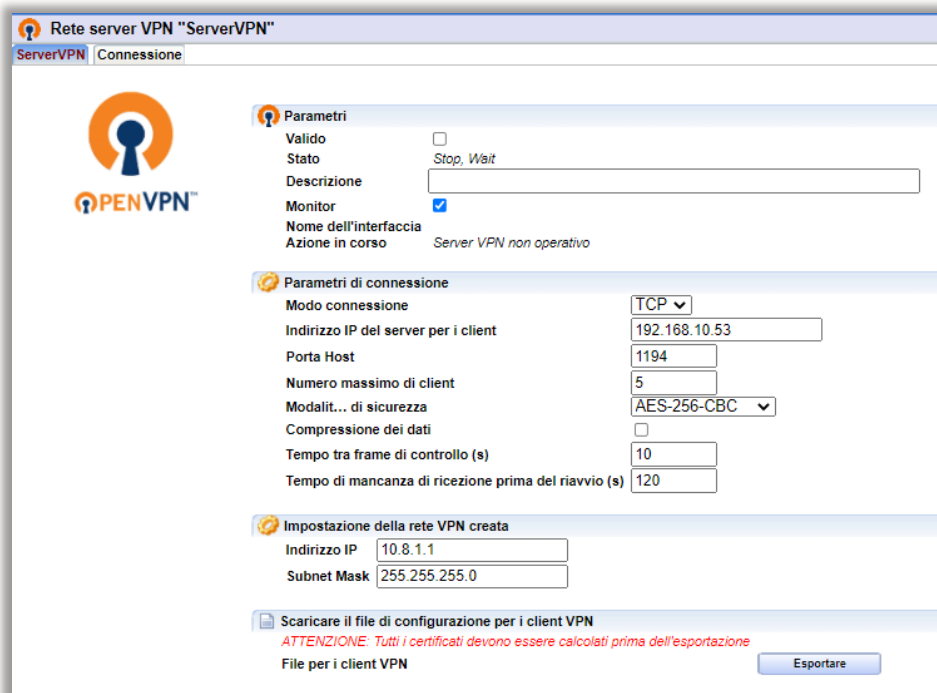 Rete server VPN "ServerVPN"
ServerVPN Connessione
OPENVPN™
Parametri
Valido
Stato Stop, Wait
Descrizione
Monitor
Nome dell'interfaccia
Azione in corso Server VPN non operativo
Parametri di connessione
Modo connessione TCP
Indirizzo IP del server per i client 192.168.10.53
Porta Host 1194
Numero massimo di client 5
Modalit... di sicurezza AES-256-CBC
Compressione dei dati
Tempo tra frame di controllo (s) 10
Tempo di mancanza di ricezione prima del riavvio (s) 120
Impostazione della rete VPN creata
Indirizzo IP 10.8.1.1
Subnet Mask 255.255.255.0
Scaricare il file di configurazione per i client VPN
ATTENZIONE: Tutti i certificati devono essere calcolati prima dell'esportazione
File per i client VPN Esportare